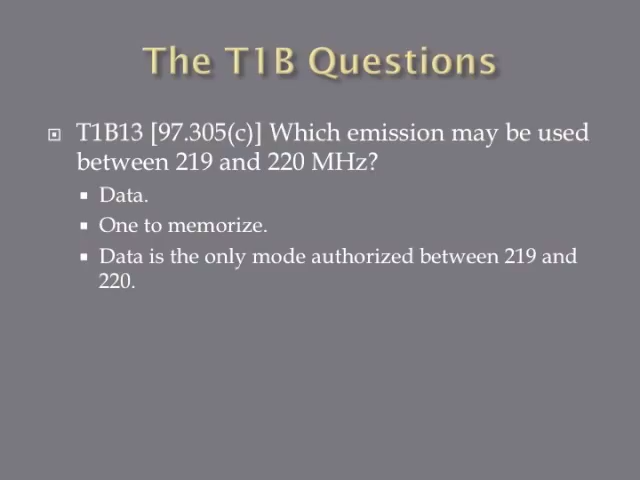 The T1B Questions
T1B13 [97.305(c)] Which emission may be used
between 219 and 220 MHz?
Data.
One to memorize.
Data is the only mode authorized between 219 and
220.